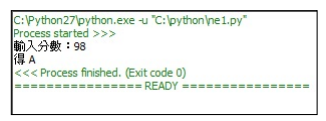 C:\Python27\python.exe -u "C:\python\ne1.py"
Process started >>>
輸入分數：98
得 A
<<< Process finished. (Exit code 0)
================ READY ================